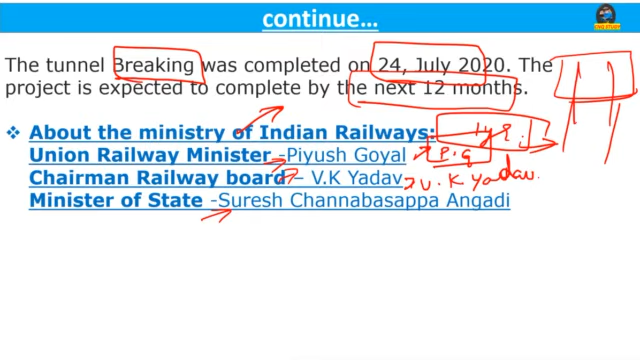 continue…
The tunnel Breaking was completed on 24, July 2020. The
project is expected to complete by the next 12 months.
❖ About the ministry of Indian Railways:
Union Railway Minister -Piyush Goyal
P.G
Chairman Railway board – V.K Yadav
V.K Yadav.
Minister of State -Suresh Channabasappa Angadi